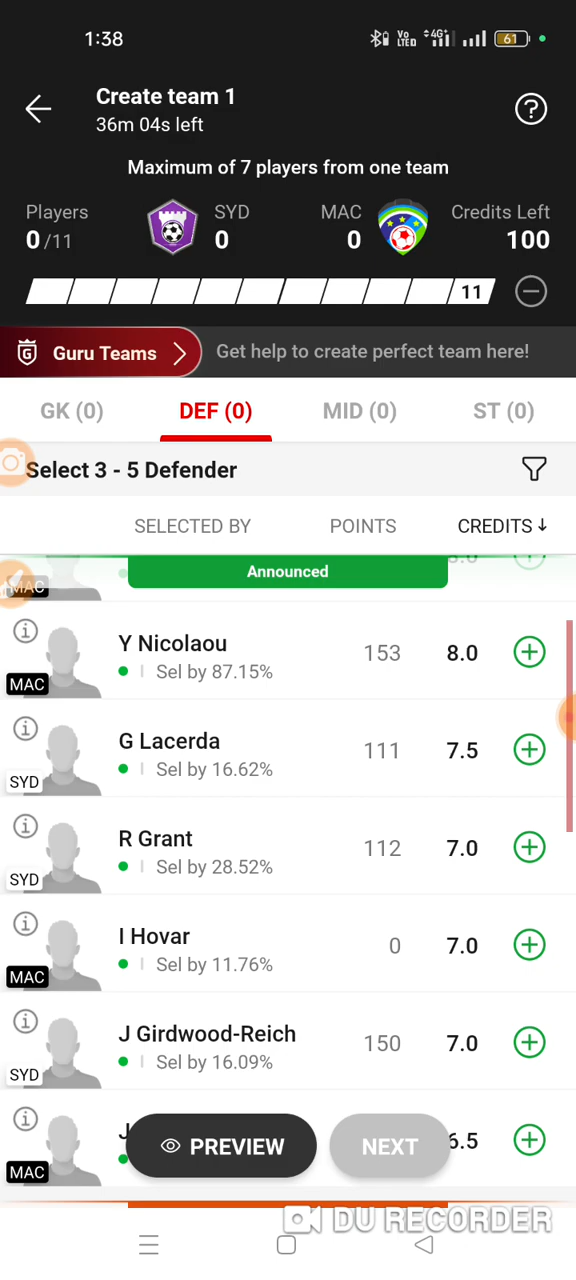 1:38
Vo LTE 4G 61
Create team 1
36m 04s left
Maximum of 7 players from one team
Players SYD MAC Credits Left
0/11 0 0 100
11
Guru Teams Get help to create perfect team here!
GK (0) DEF (0) MID (0) ST (0)
Select 3 - 5 Defender
SELECTED BY POINTS CREDITS↓
Announced
MAC
Y Nicolaou 153 8.0
MAC Sel by 87.15%
G Lacerda 111 7.5
SYD Sel by 16.62%
R Grant 112 7.0
SYD Sel by 28.52%
I Hovar 0 7.0
MAC Sel by 11.76%
J Girdwood-Reich 150 7.0
SYD Sel by 16.09%
J 6.5
MAC
PREVIEW NEXT
DU RECORDER